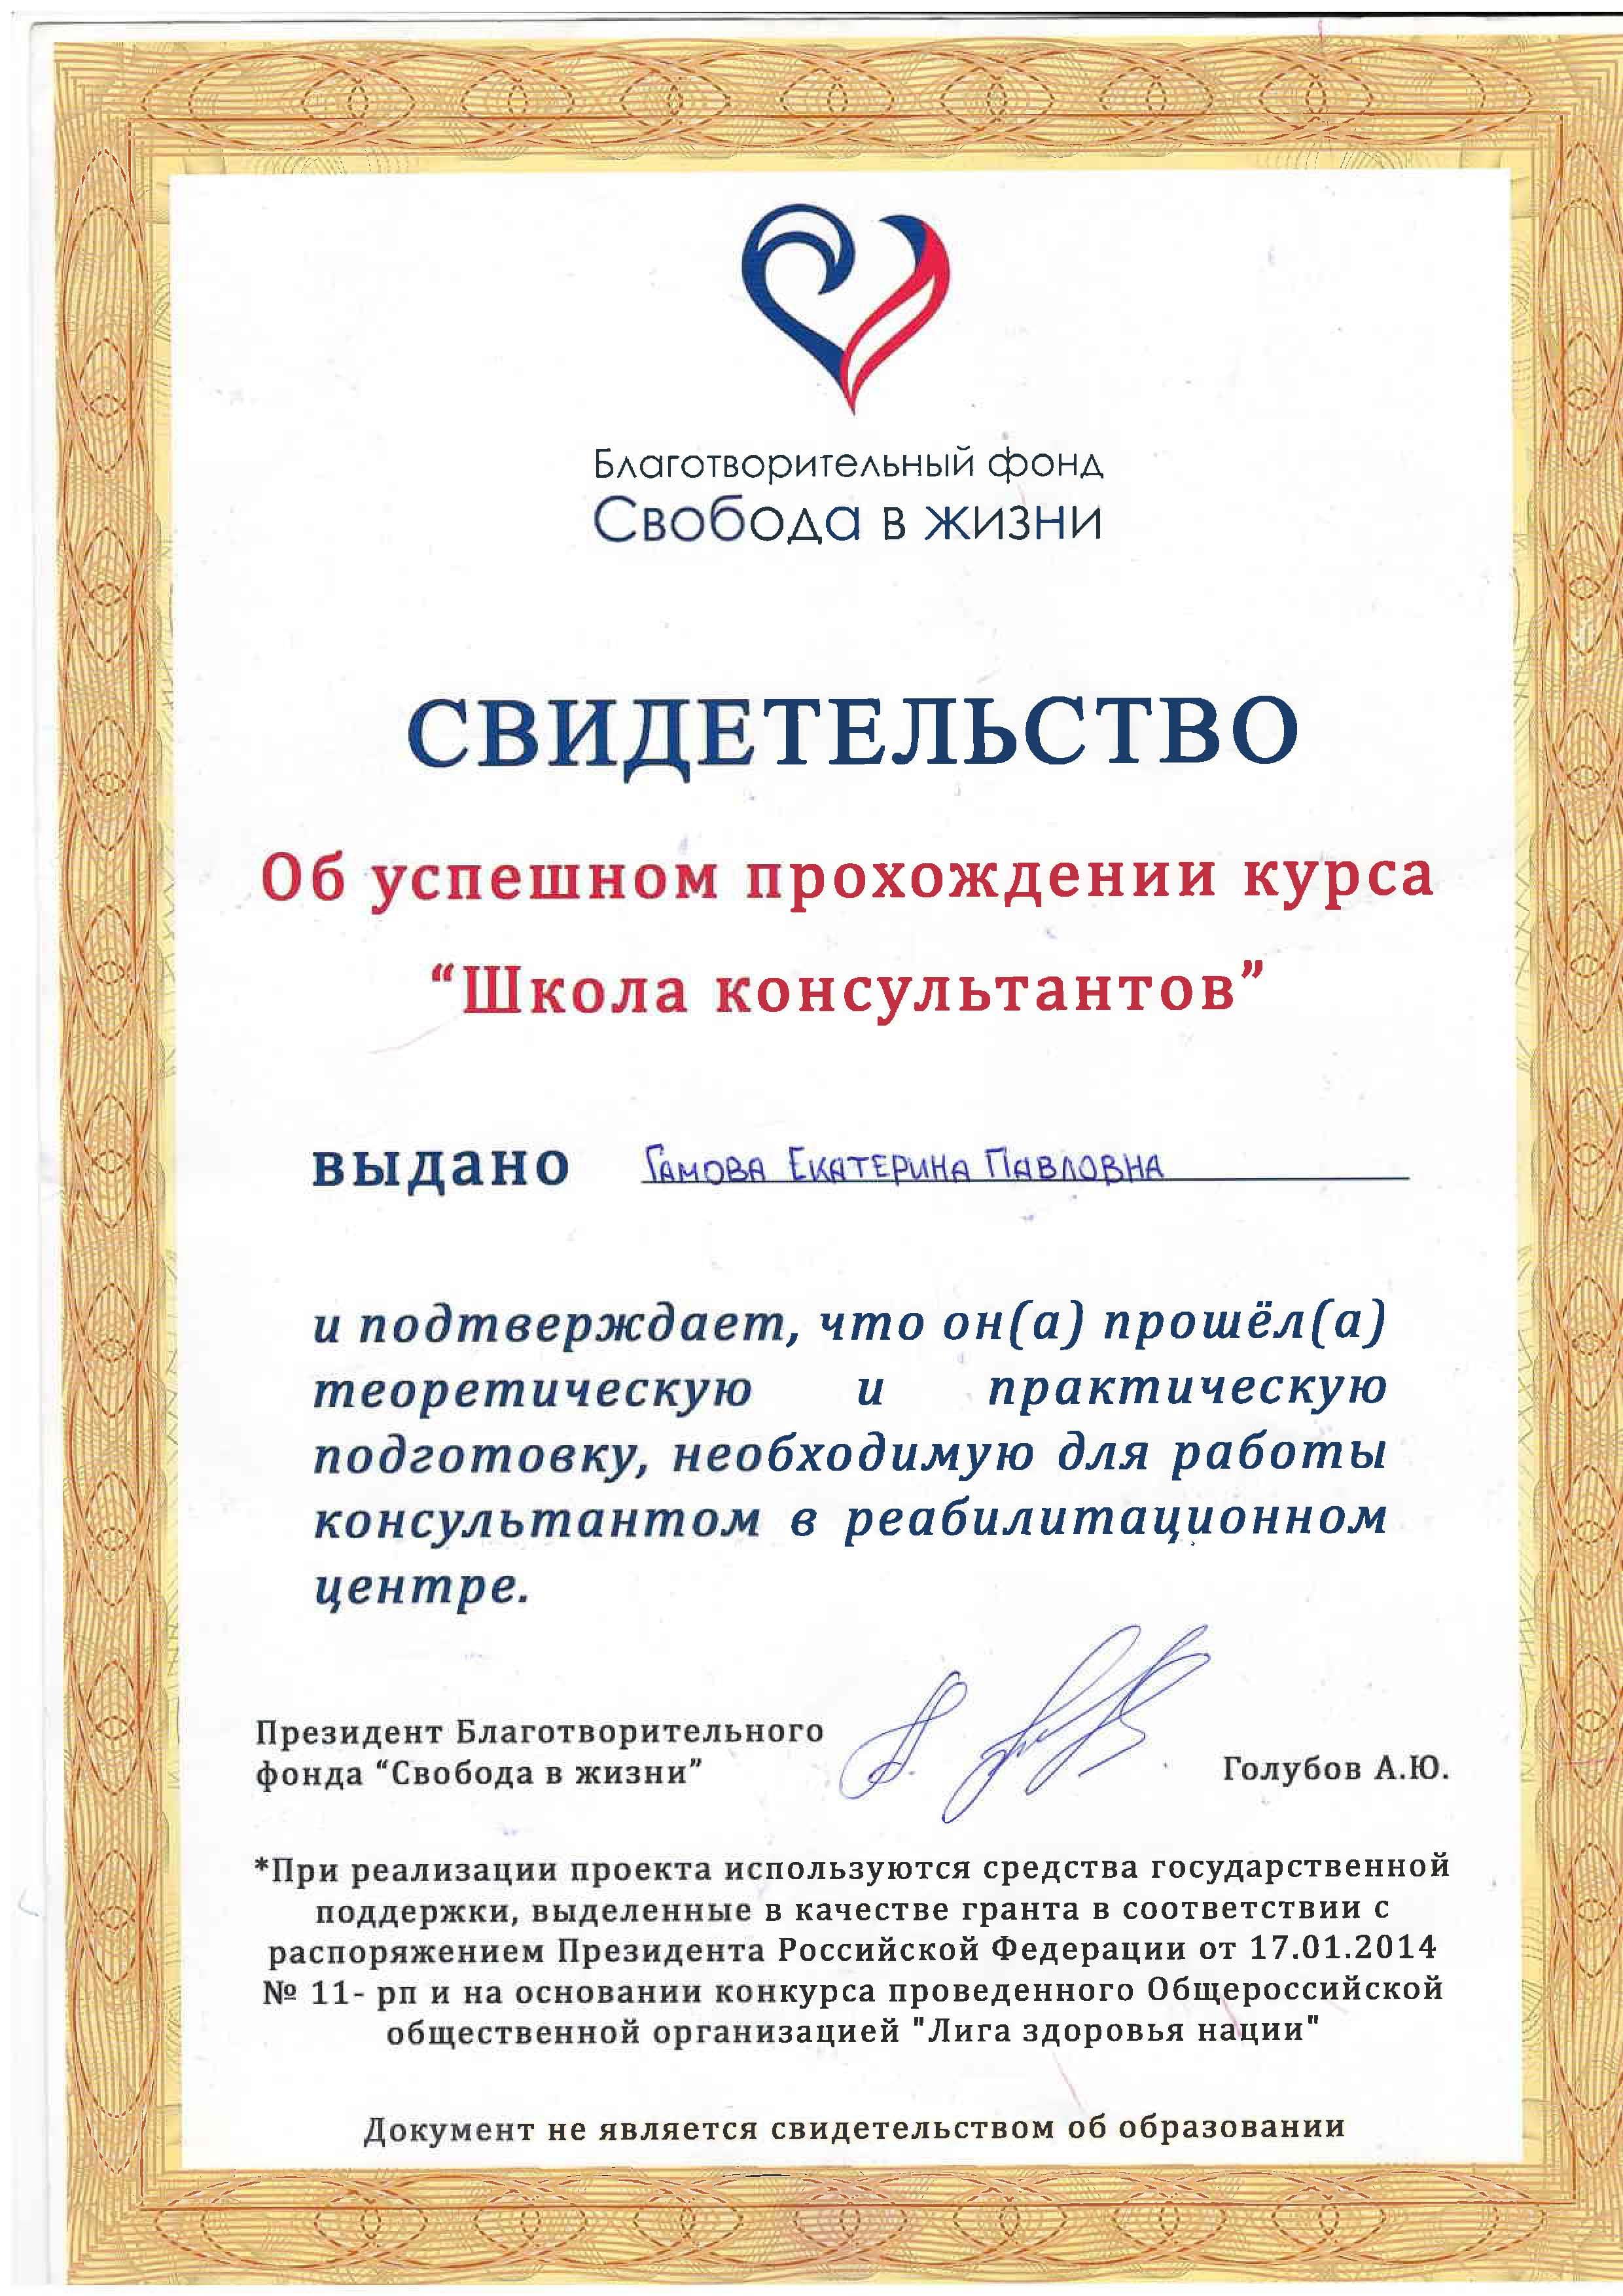 Благотворительный фонд
Свобода в жизни
СВИДЕТЕЛЬСТВО
Об успешном прохождении курса
“Школа консультантов”
выдано Гамова Екатерина Павловна
и подтверждает, что он(а) прошёл(а)
теоретическую и практическую
подготовку, необходимую для работы
консультантом в реабилитационном
центре.
Президент Благотворительного
фонда “Свобода в жизни”
Голубов А.Ю.
*При реализации проекта используются средства государственной
поддержки, выделенные в качестве гранта в соответствии с
распоряжением Президента Российской Федерации от 17.01.2014
№ 11- рп и на основании конкурса проведенного Общероссийской
общественной организацией "Лига здоровья нации"
Документ не является свидетельством об образовании